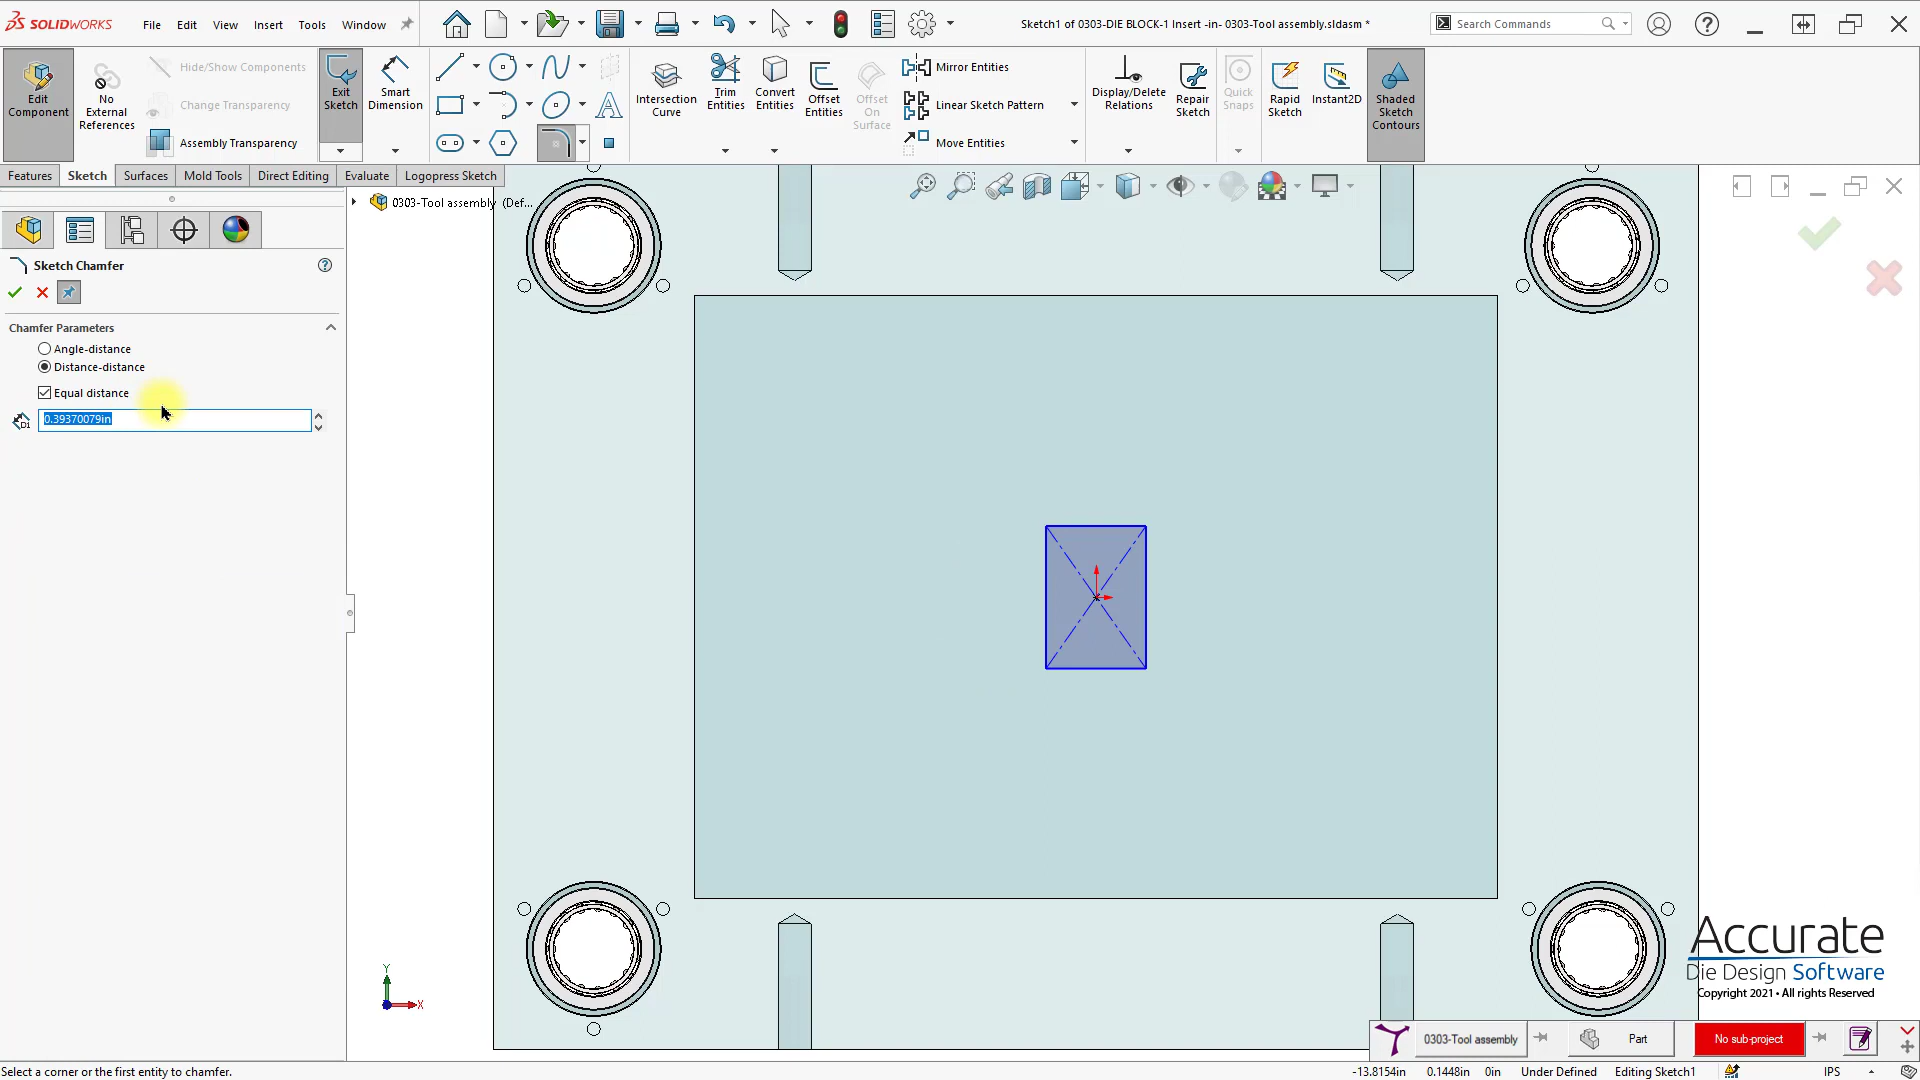 SOLIDWORKS
File
Edit
View
Insert
Tools
Window
Sketch1 of 0303-DIE BLOCK-1 Insert -in- 0303-Tool assembly.sldasm *
Search Commands
Edit
Component
No
External
References
Hide/Show Components
Change Transparency
Assembly Transparency
Exit
Sketch
Smart
Dimension
Intersection
Curve
Trim
Entities
Convert
Entities
Offset
Entities
Offset
On
Surface
Mirror Entities
Linear Sketch Pattern
Move Entities
Display/Delete
Relations
Repair
Sketch
Quick
Snaps
Rapid
Sketch
Instant2D
Shaded
Sketch
Contours
Features
Sketch
Surfaces
Mold Tools
Direct Editing
Evaluate
Logopress Sketch
0303-Tool assembly (Def...
Sketch Chamfer
Chamfer Parameters
Angle-distance
Distance-distance
Equal distance
D1
0.39370079in
Y
X
Accurate
Die Design Software
Copyright 2021 • All rights Reserved
0303-Tool assembly
Part
No sub-project
Select a corner or the first entity to chamfer.
-13.8154in
0.1448in
0in
Under Defined
Editing Sketch1
IPS